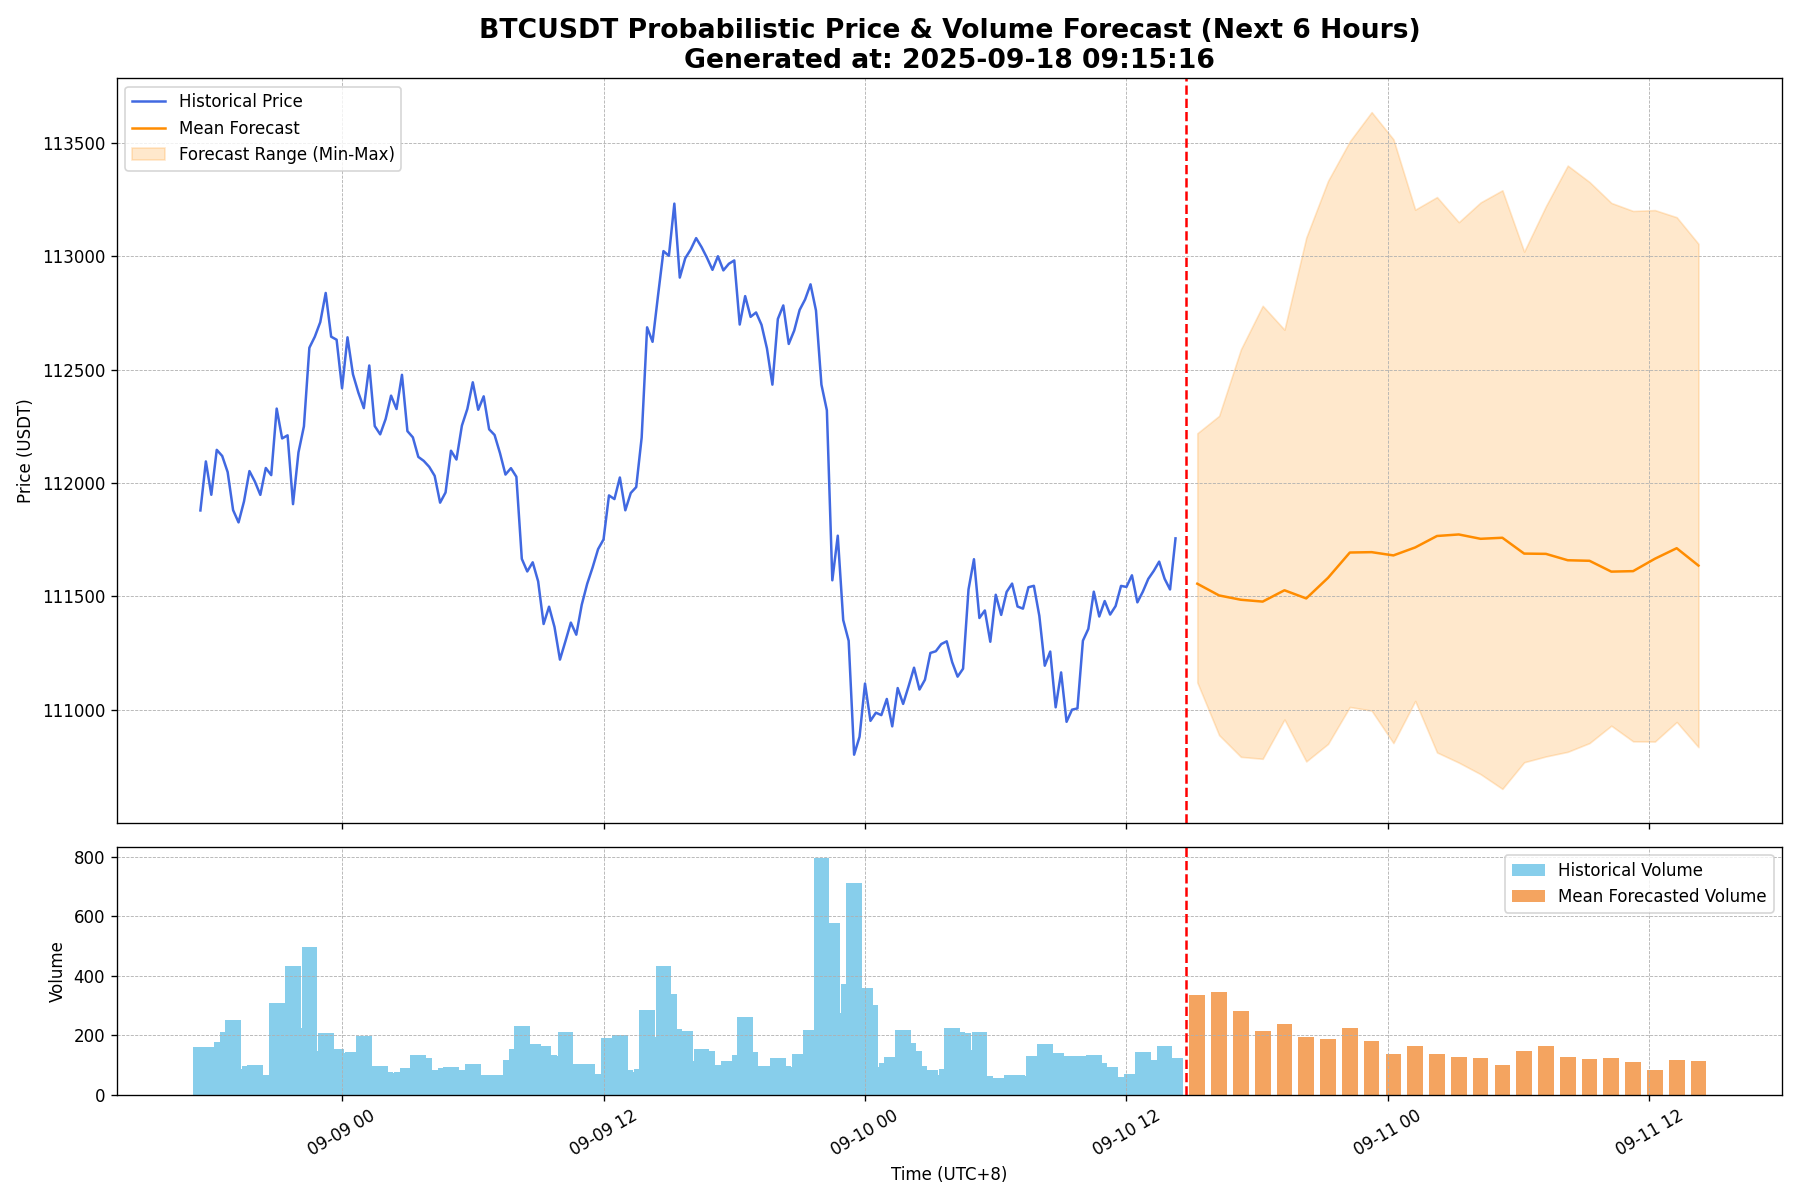 BTCUSDT Probabilistic Price & Volume Forecast (Next 6 Hours)
Generated at: 2025-09-18 09:15:16
Historical Price
Mean Forecast
Forecast Range (Min-Max)
113500
113000
112500
112000
111500
111000
Price (USDT)
Historical Volume
Mean Forecasted Volume
800
600
400
200
0
Volume
09-09 00
09-09 12
09-10 00
09-10 12
09-11 00
09-11 12
Time (UTC+8)